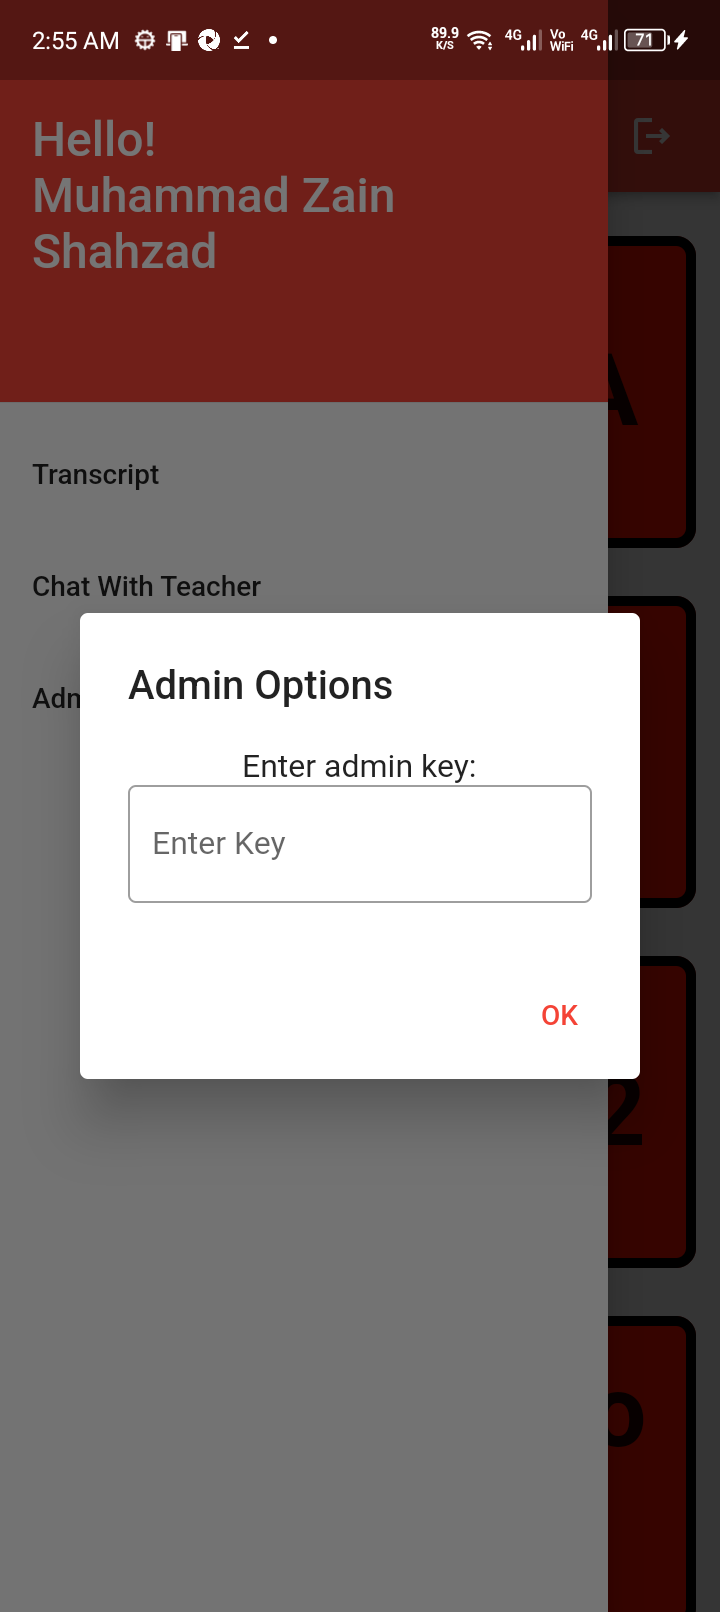 2:55 AM 89.9 K/S 4G Vo WiFi 4G 71
Hello!
Muhammad Zain
Shahzad
A
Transcript
Chat With Teacher
Admin Options
Enter admin key:
Enter Key
OK
2